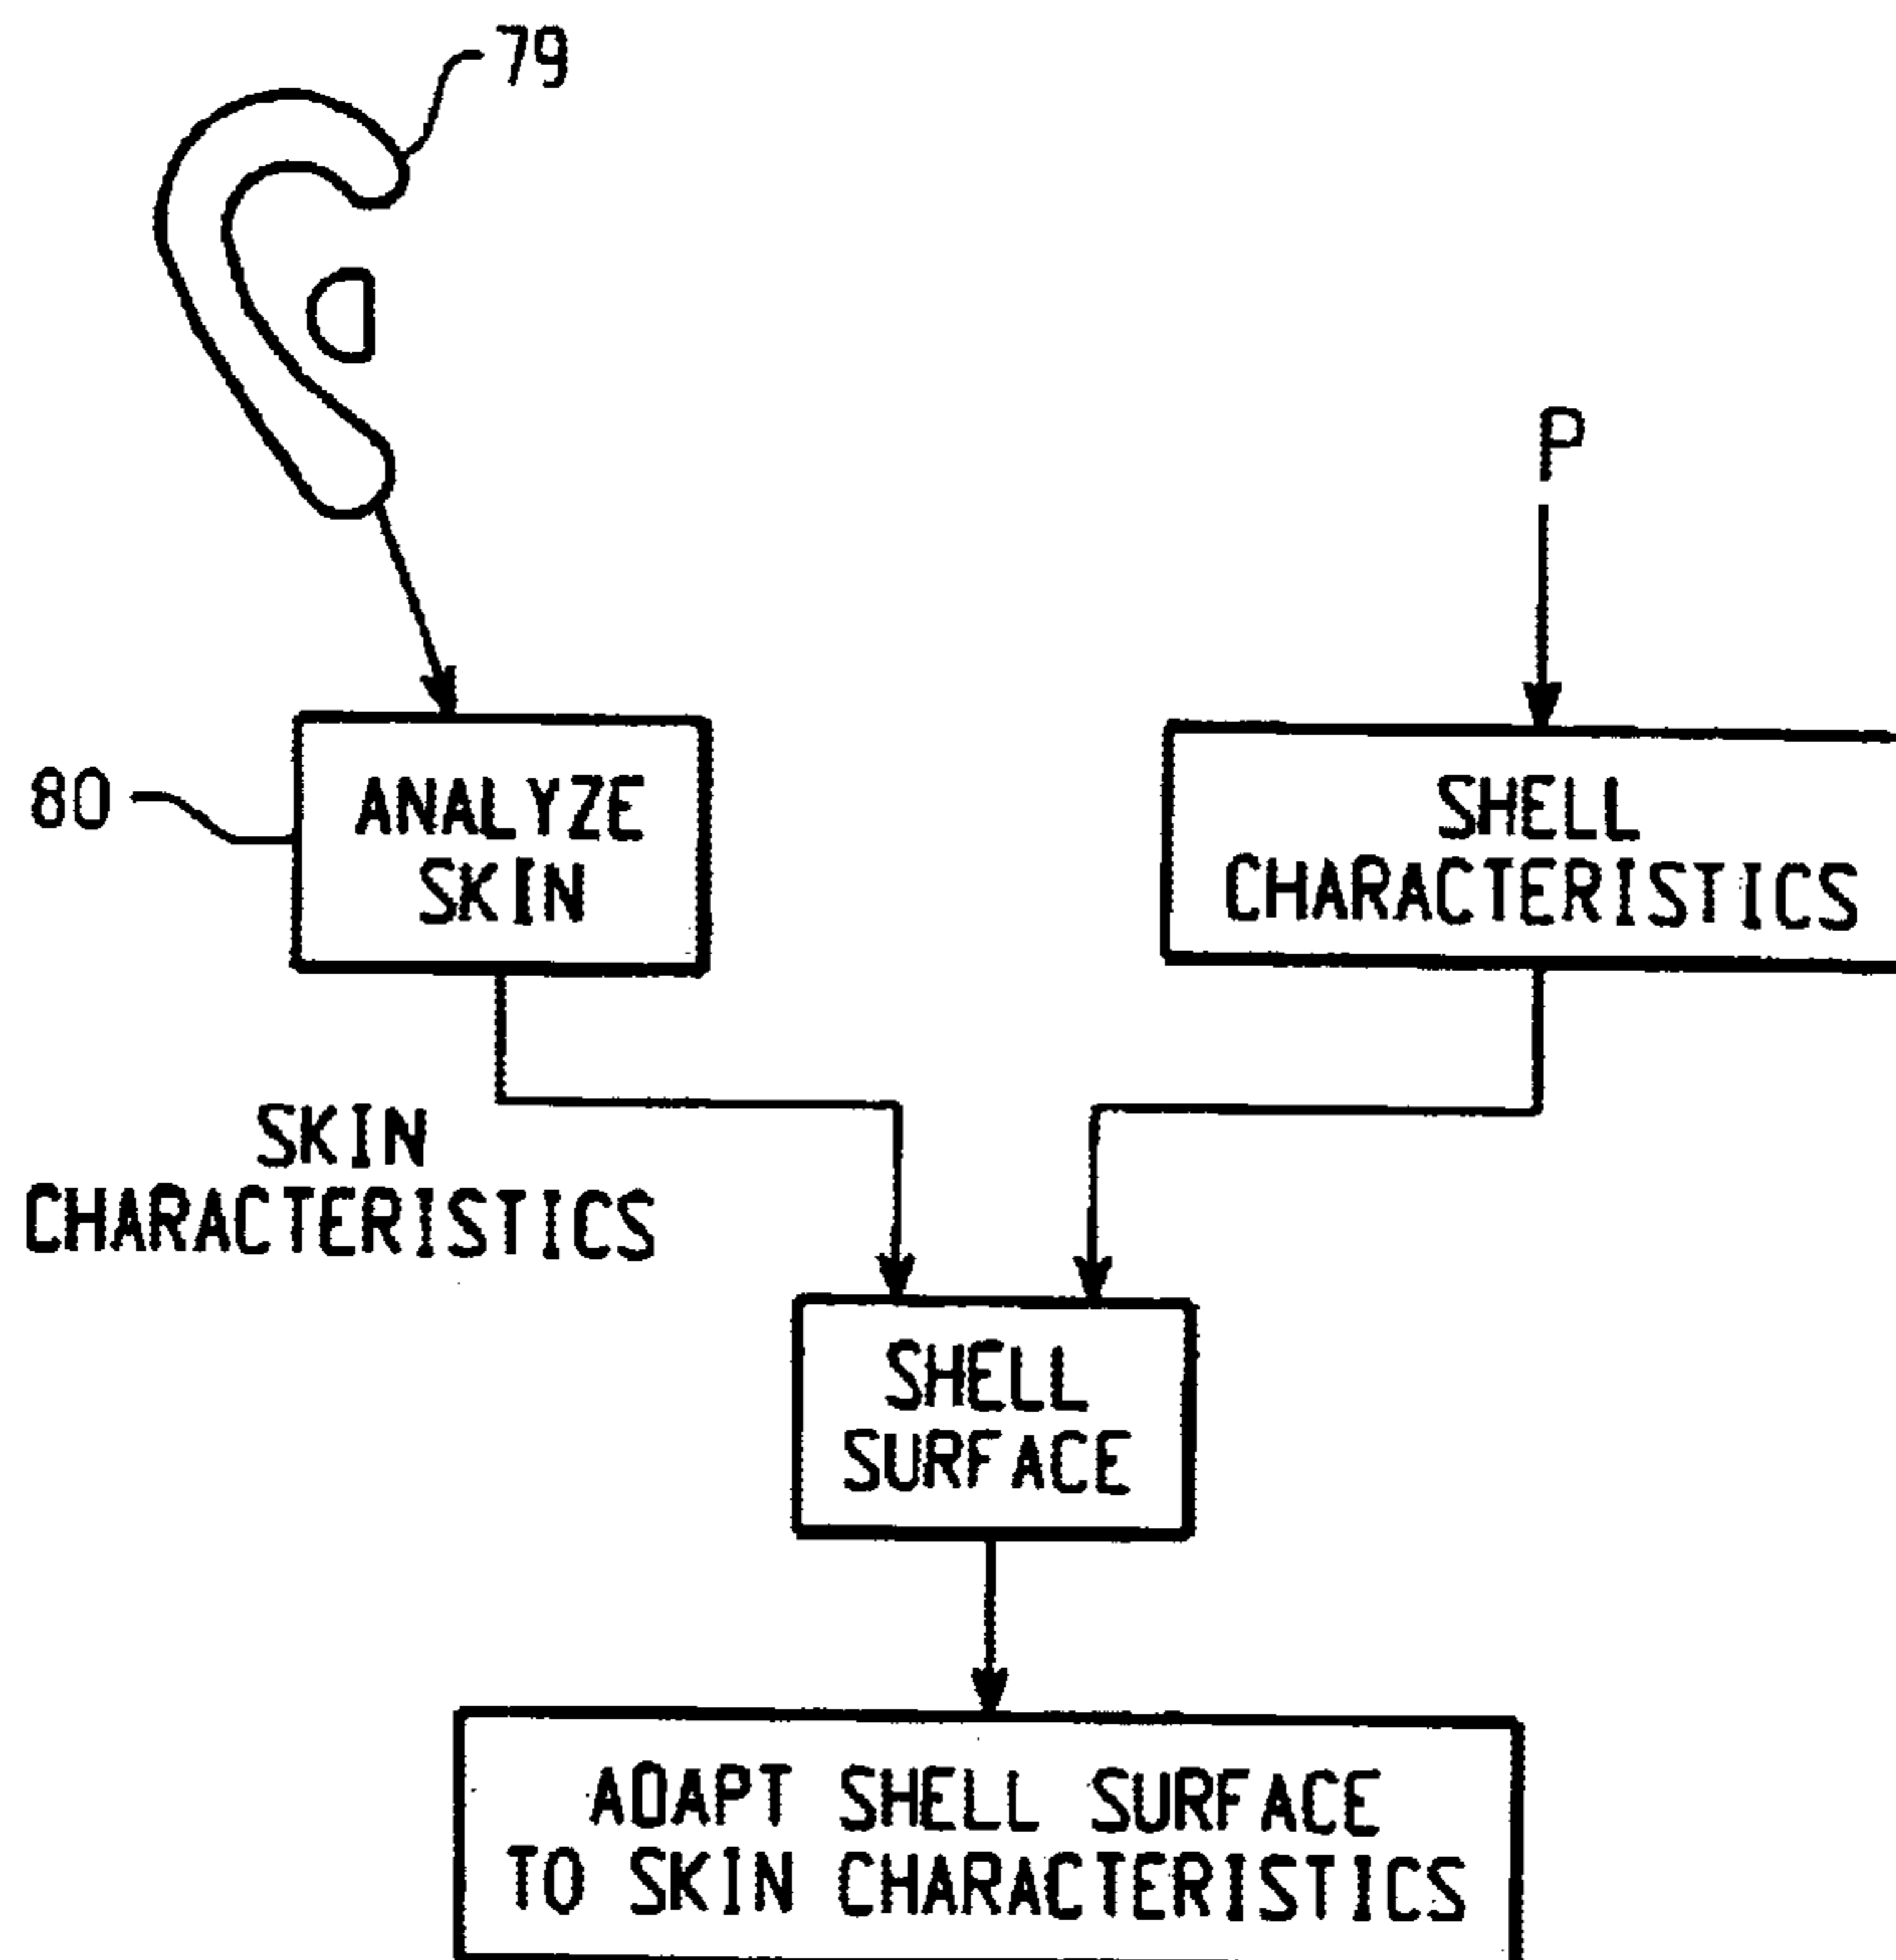 79
P
80
ANALYZE
SKIN
SHELL
CHARACTERISTICS
SKIN
CHARACTERISTICS
SHELL
SURFACE
ADAPT SHELL SURFACE
TO SKIN CHARACTERISTICS